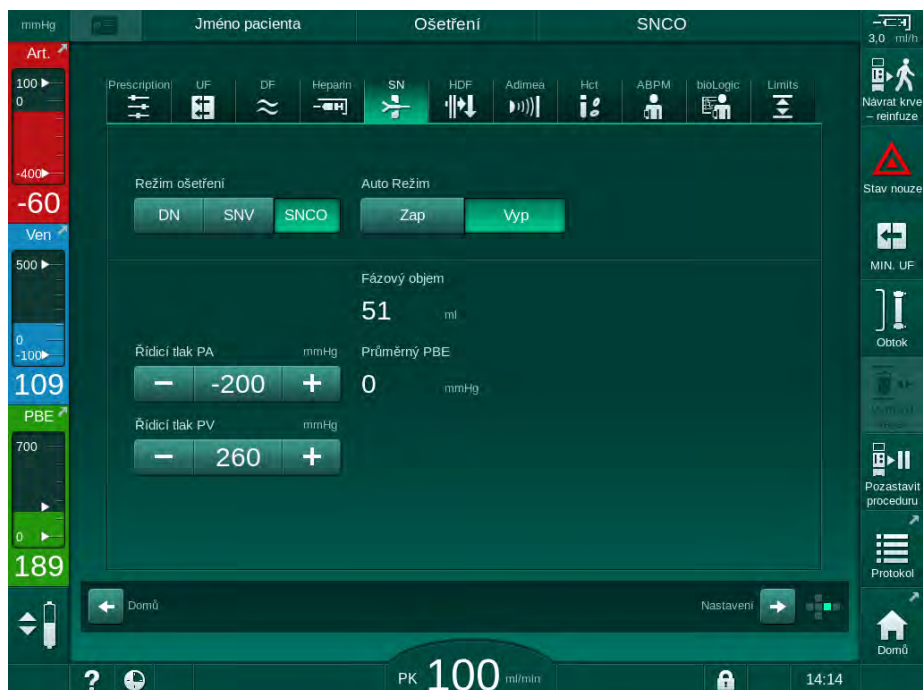 mmHg
Jméno pacienta
Ošetření
SNCO
3,0 ml/h
Art.
100
0
-400
-60
Ven
500
0
-100
109
PBE
700
0
189
Prescription
UF
DF
Heparin
SN
HDF
Adimea
Hct
ABPM
bioLogic
Limits
Režim ošetření
Auto Režim
DN
SNV
SNCO
Zap
Vyp
Fázový objem
51 ml
Řídicí tlak PA mmHg
Průměrný PBE
− -200 +
0 mmHg
Řídicí tlak PV mmHg
− 260 +
Domů
Nastavení
Návrat krve
– reinfuze
Stav nouze
MIN. UF
Obtok
Pozastavit
proceduru
Protokol
Domů
?
PK 100 ml/min
14:14